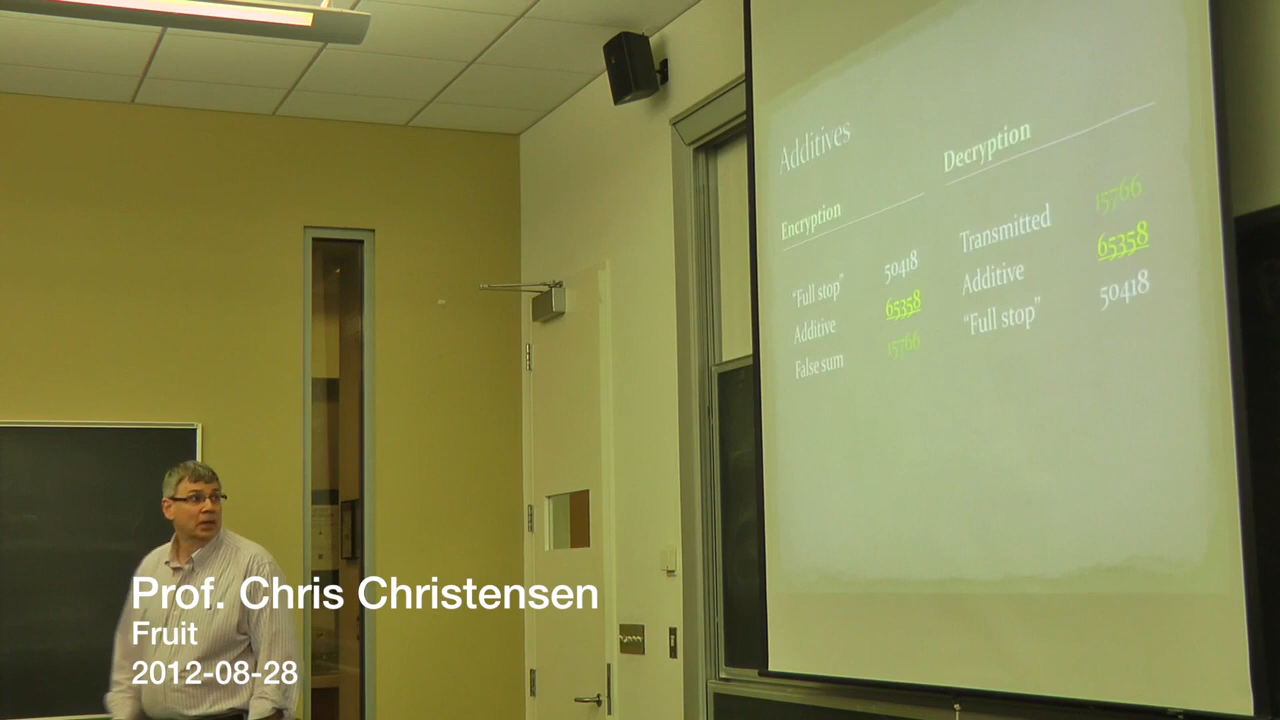 Additives
Encryption
"Full stop" 50418
Additive 65358
False sum 15766
Decryption
Transmitted 15766
Additive 65358
"Full stop" 50418
Prof. Chris Christensen
Fruit
2012-08-28